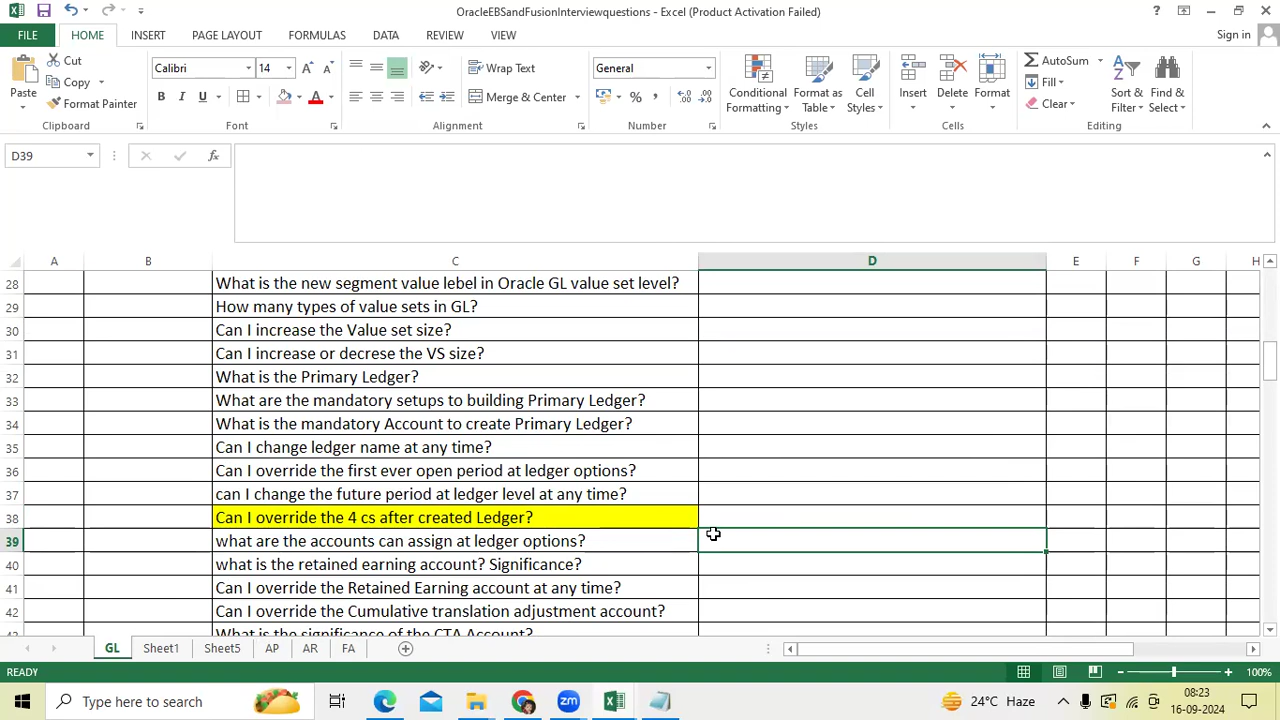 OracleEBSandFusionInterviewquestions - Excel (Product Activation Failed)
FILE HOME INSERT PAGE LAYOUT FORMULAS DATA REVIEW VIEW Sign in
Cut
Copy
Format Painter
Paste
Clipboard
Calibri 14
B I U A
Font
Wrap Text
Merge & Center
Alignment
General
%
Number
Conditional Formatting
Format as Table
Cell Styles
Styles
Insert Delete Format
Cells
AutoSum
Fill
Clear
Sort & Filter
Find & Select
Editing
D39 fx
A B C D E F G H
28 What is the new segment value lebel in Oracle GL value set level?
29 How many types of value sets in GL?
30 Can I increase the Value set size?
31 Can I increase or decrese the VS size?
32 What is the Primary Ledger?
33 What are the mandatory setups to building Primary Ledger?
34 What is the mandatory Account to create Primary Ledger?
35 Can I change ledger name at any time?
36 Can I override the first ever open period at ledger options?
37 can I change the future period at ledger level at any time?
38 Can I override the 4 cs after created Ledger?
39 what are the accounts can assign at ledger options?
40 what is the retained earning account? Significance?
41 Can I override the Retained Earning account at any time?
42 Can I override the Cumulative translation adjustment account?
43 What is the significance of the CTA Account?
GL Sheet1 Sheet5 AP AR FA
READY 100%
Type here to search
24°C Haze
08:23
16-09-2024